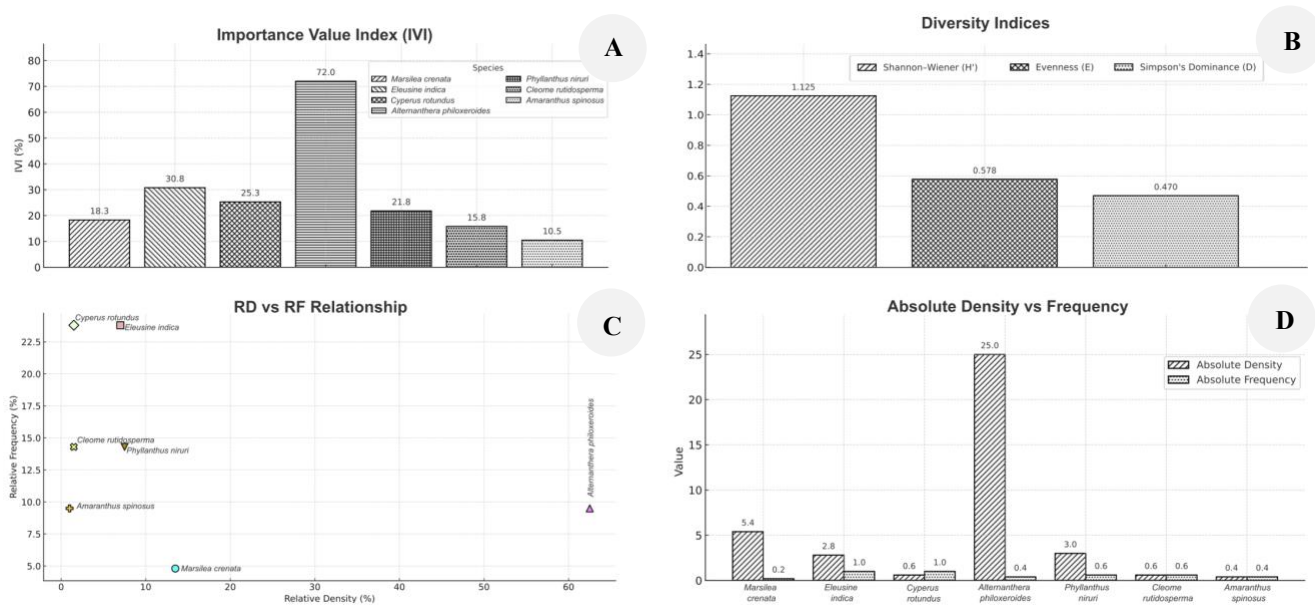 Importance Value Index (IVI)
A
IVI (%)
80
70
60
50
40
30
20
10
0
Species
Marsilea crenata
Eleusine indica
Cyperus rotundus
Alternanthera philoxeroides
Phyllanthus niruri
Cleome rutidosperma
Amaranthus spinosus
18.3
30.8
25.3
72.0
21.8
15.8
10.5
Diversity Indices
B
1.4
1.2
1.0
0.8
0.6
0.4
0.2
0.0
Shannon–Wiener (H')
Evenness (E)
Simpson's Dominance (D)
1.125
0.578
0.470
RD vs RF Relationship
C
Relative Frequency (%)
22.5
20.0
17.5
15.0
12.5
10.0
7.5
5.0
Cyperus rotundus
Eleusine indica
Cleome rutidosperma
Phyllanthus niruri
Amaranthus spinosus
Marsilea crenata
Alternanthera philoxeroides
0
10
20
30
40
50
60
Relative Density (%)
Absolute Density vs Frequency
D
Value
25
20
15
10
5
0
Absolute Density
Absolute Frequency
5.4
0.2
2.8
1.0
0.6
1.0
25.0
0.4
3.0
0.6
0.6
0.6
0.4
0.4
Marsilea
crenata
Eleusine
indica
Cyperus
rotundus
Alternanthera
philoxeroides
Phyllanthus
niruri
Cleome
rutidosperma
Amaranthus
spinosus